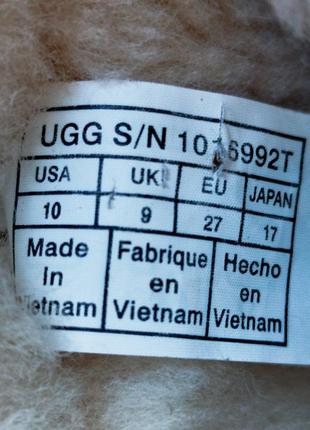 UGG S/N 1016992T
USA UK EU JAPAN
10 9 27 17
Made Fabrique Hecho
In en en
Vietnam Vietnam Vietnam